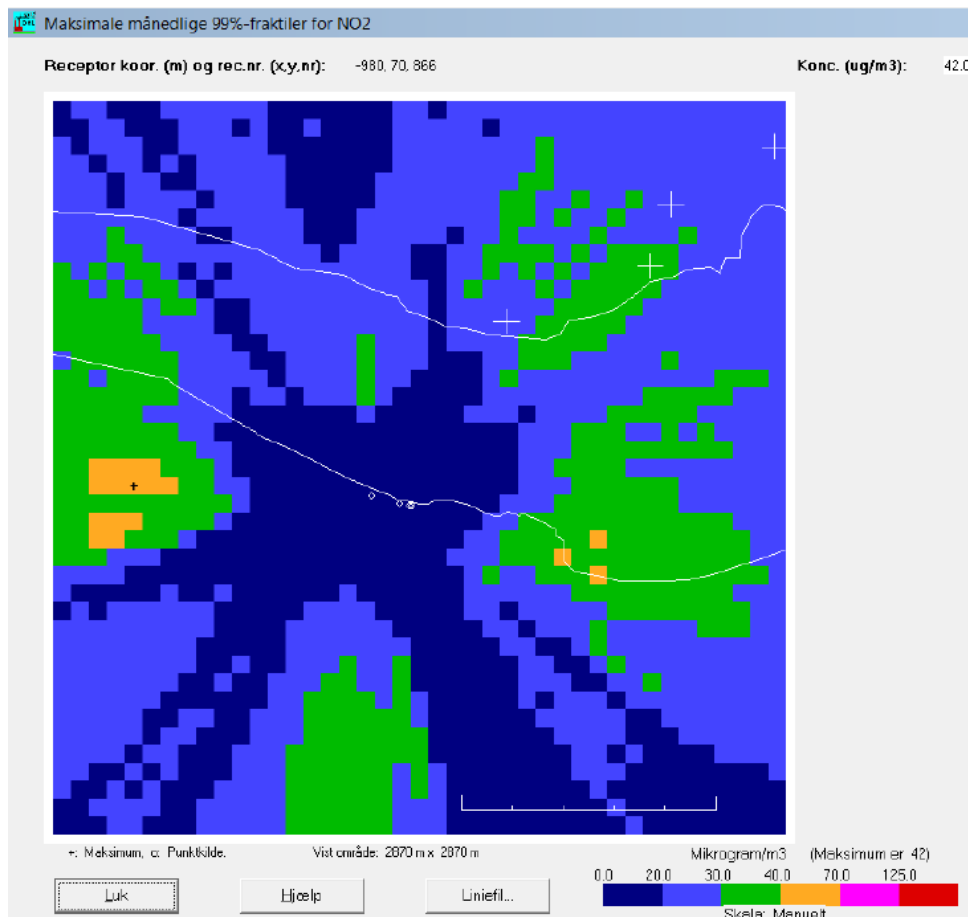 Maksimale månedlige 99%-fraktiler for NO2
Receptor koor. (m) og rec.nr. (x,y,nr): -980, 70, 866 Konc. (ug/m3): 42.0
+: Maksimum, o: Punktkilde. Vist område: 2870 m x 2870 m
Mikrogram/m3 (Maksimum er 42)
0.0 20.0 30.0 40.0 70.0 125.0
Luk Hjælp Liniefil...
Skala: Manuelt